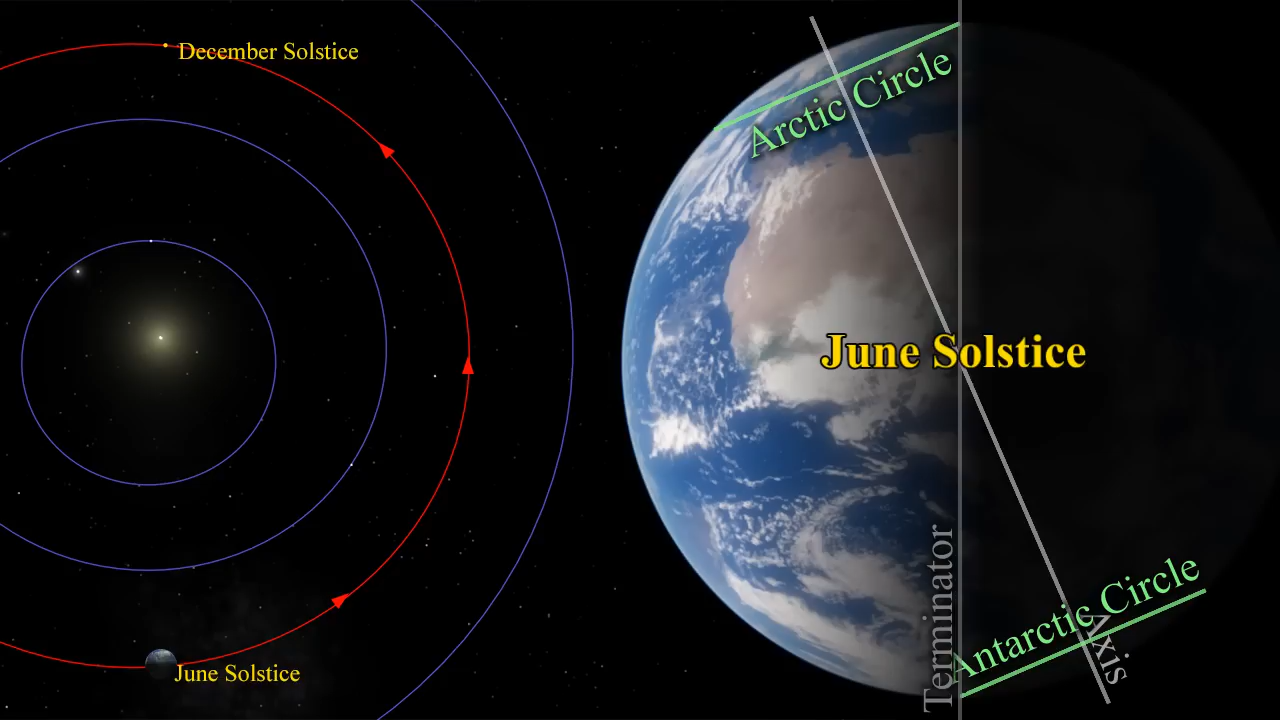 December Solstice
June Solstice
Arctic Circle
June Solstice
Terminator
Antarctic Circle
Axis